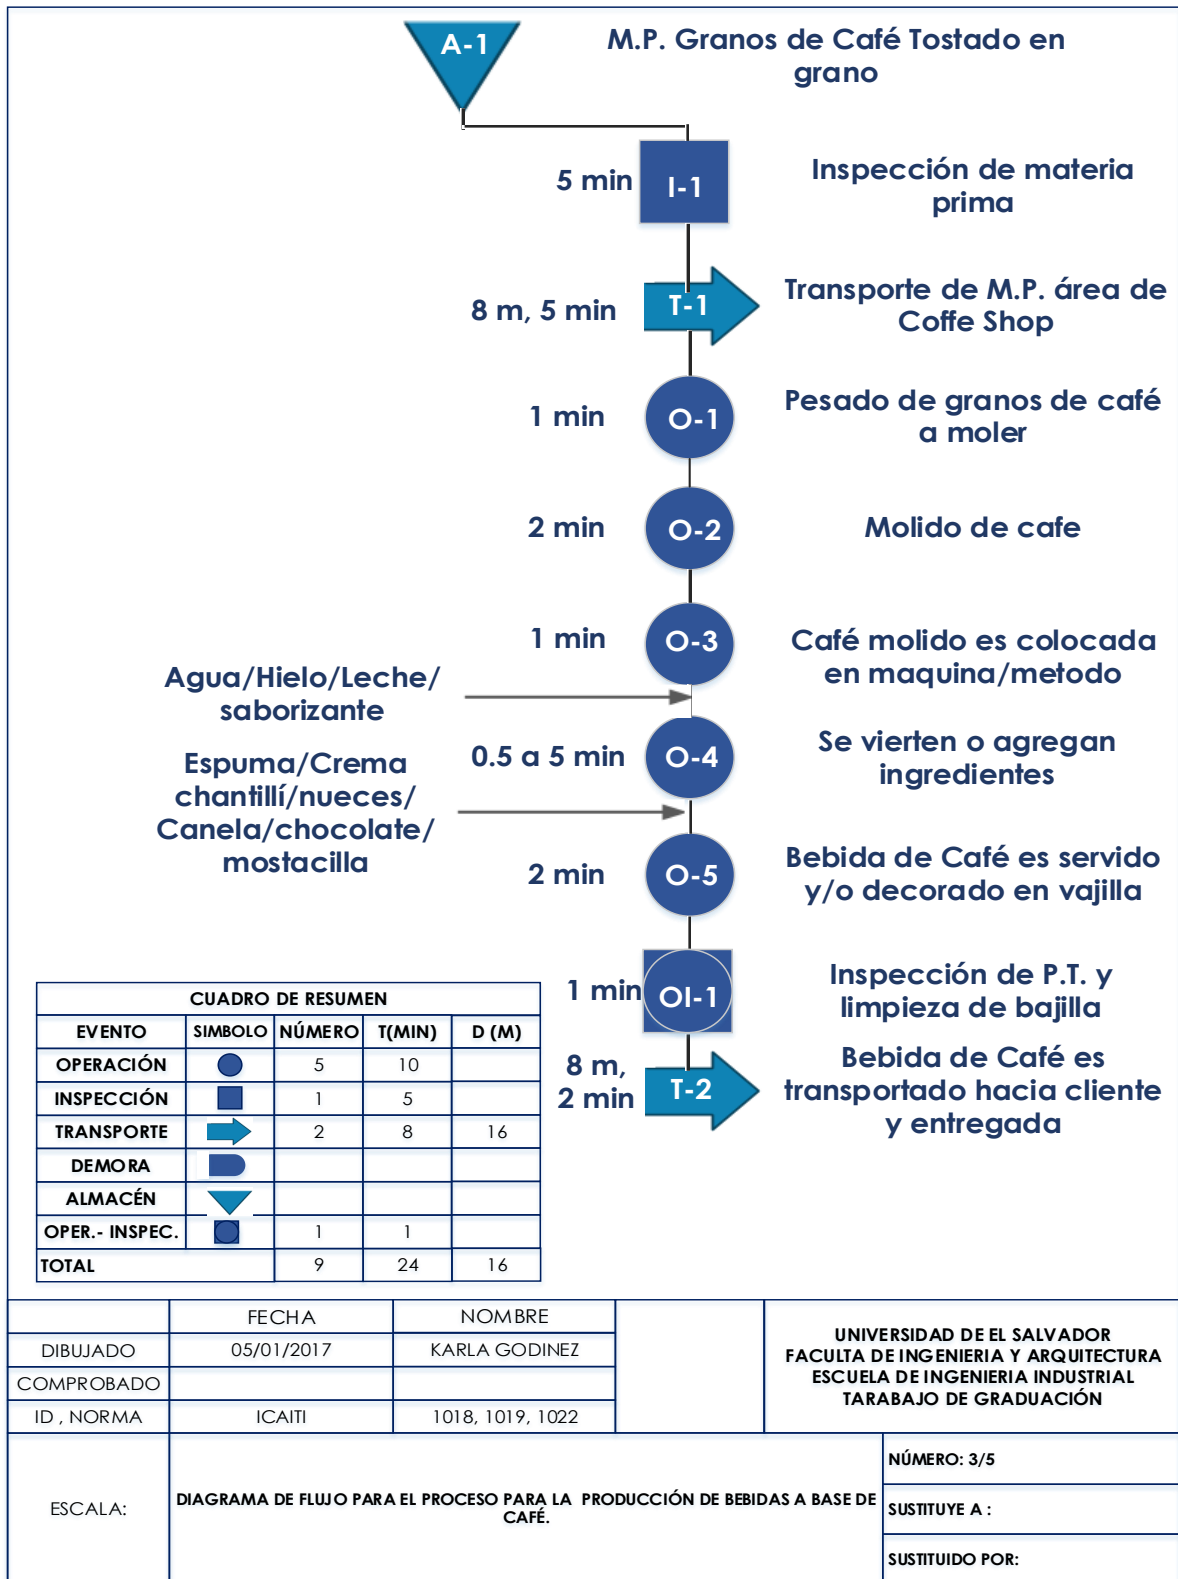 A-1
M.P. Granos de Café Tostado en
grano
5 min
I-1
Inspección de materia
prima
8 m, 5 min
T-1
Transporte de M.P. área de
Coffe Shop
1 min
O-1
Pesado de granos de café
a moler
2 min
O-2
Molido de cafe
1 min
O-3
Café molido es colocada
en maquina/metodo
Agua/Hielo/Leche/
saborizante
0.5 a 5 min
O-4
Se vierten o agregan
ingredientes
Espuma/Crema
chantillí/nueces/
Canela/chocolate/
mostacilla
2 min
O-5
Bebida de Café es servido
y/o decorado en vajilla
1 min
OI-1
Inspección de P.T. y
limpieza de bajilla
8 m,
2 min
T-2
Bebida de Café es
transportado hacia cliente
y entregada
CUADRO DE RESUMEN
EVENTO SIMBOLO NÚMERO T(MIN) D (M)
OPERACIÓN 5 10
INSPECCIÓN 1 5
TRANSPORTE 2 8 16
DEMORA
ALMACÉN
OPER.- INSPEC. 1 1
TOTAL 9 24 16
FECHA NOMBRE
DIBUJADO 05/01/2017 KARLA GODINEZ
COMPROBADO
ID , NORMA ICAITI 1018, 1019, 1022
UNIVERSIDAD DE EL SALVADOR
FACULTA DE INGENIERIA Y ARQUITECTURA
ESCUELA DE INGENIERIA INDUSTRIAL
TARABAJO DE GRADUACIÓN
ESCALA:
DIAGRAMA DE FLUJO PARA EL PROCESO PARA LA PRODUCCIÓN DE BEBIDAS A BASE DE
CAFÉ.
NÚMERO: 3/5
SUSTITUYE A :
SUSTITUIDO POR: